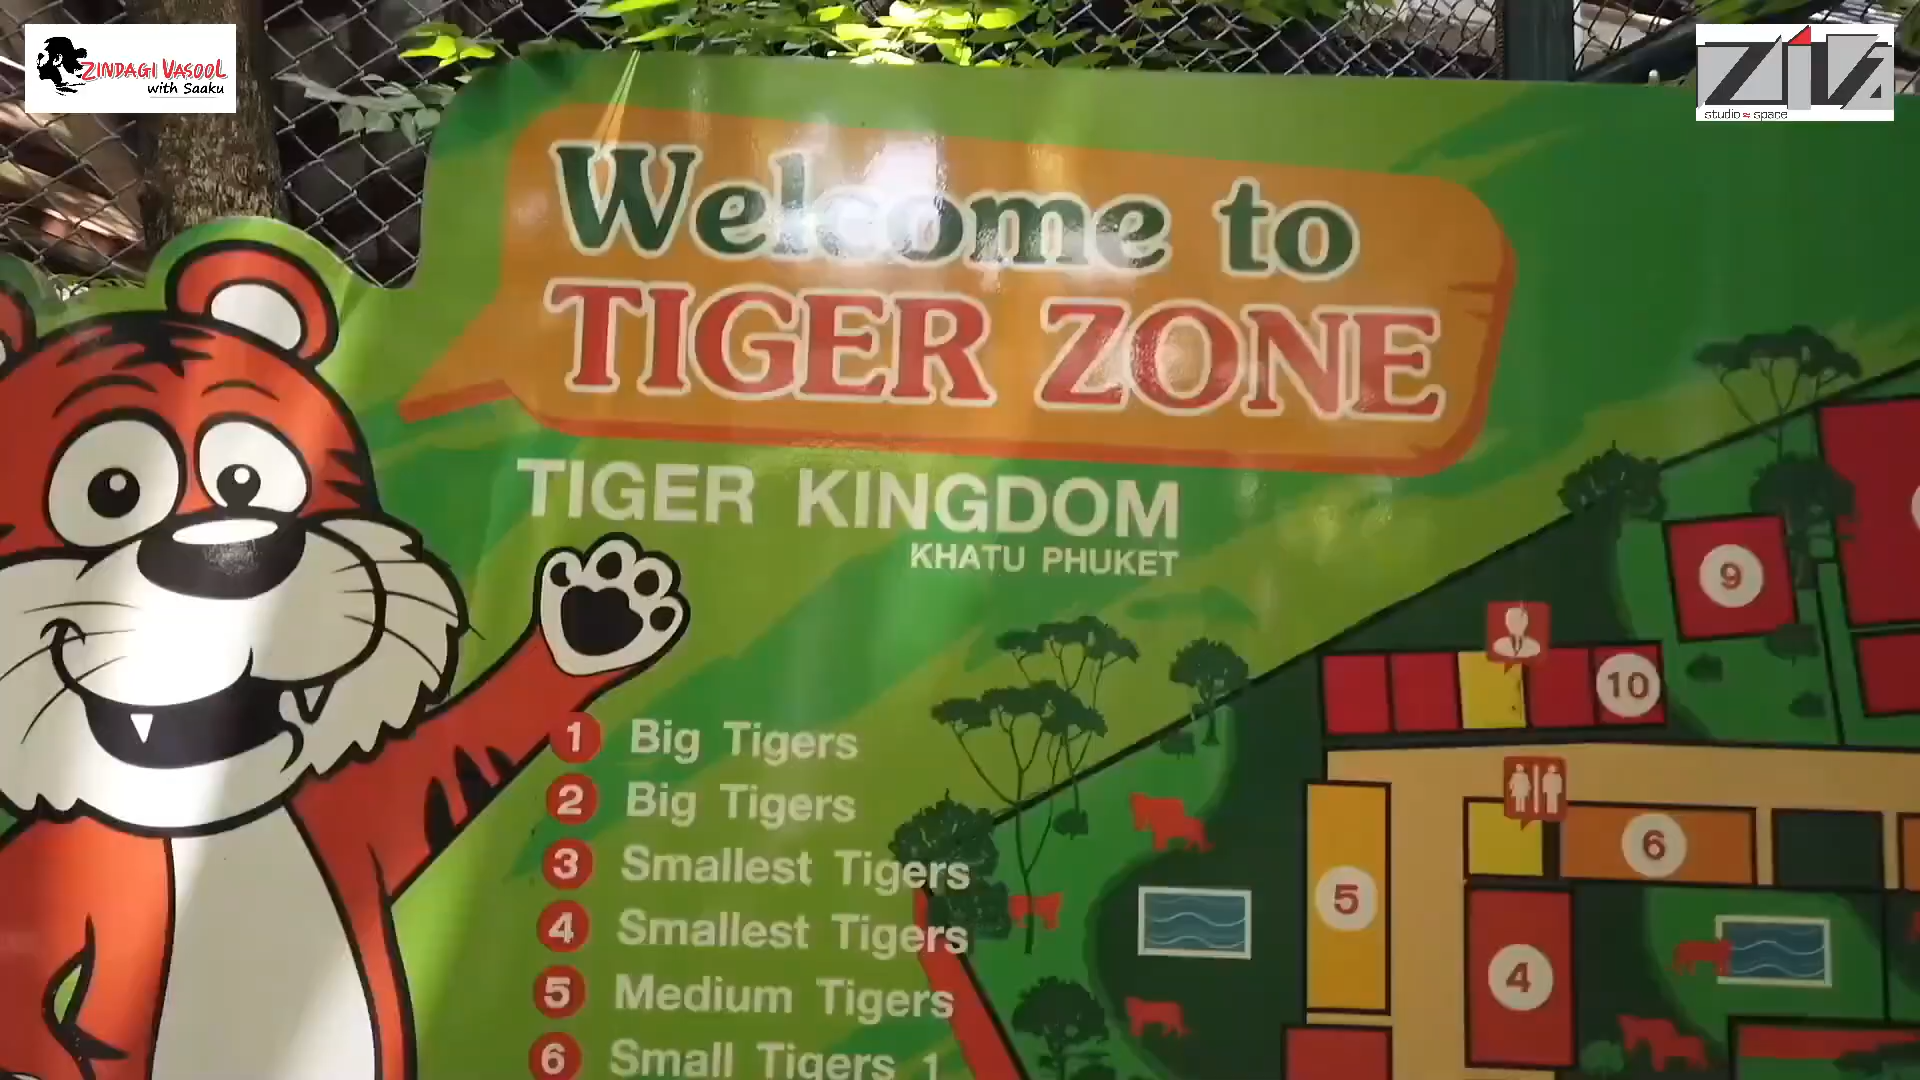 ZINDAGI VASOOL
with Saaku
ZiVA
studio ≈ space
Welcome to
TIGER ZONE
TIGER KINGDOM
KHATU PHUKET
1 Big Tigers
2 Big Tigers
3 Smallest Tigers
4 Smallest Tigers
5 Medium Tigers
6 Small Tigers 1
9
10
5
6
4